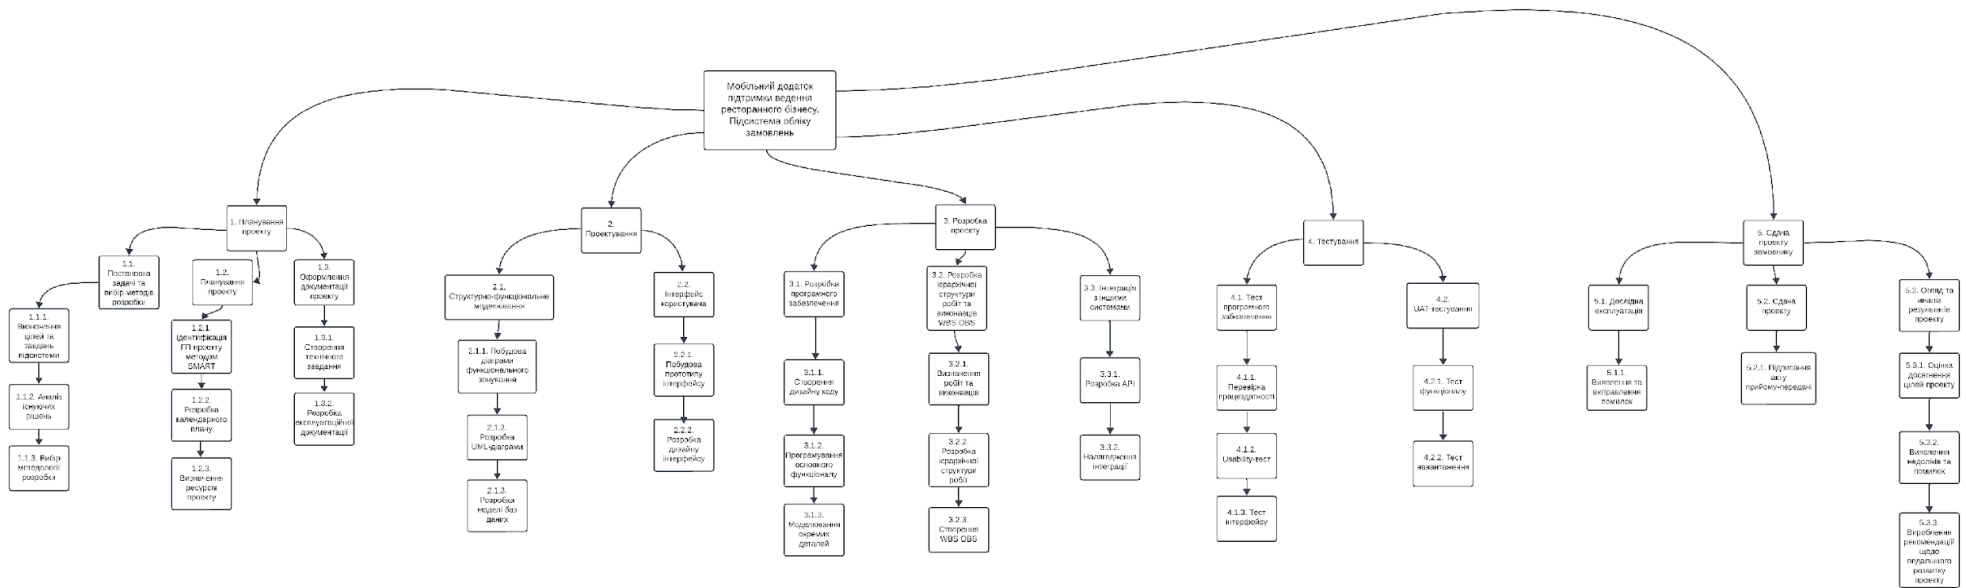 Мобільний додаток
підтримки ведення
ресторанного бізнесу.
Підсистема обліку
замовлень
1. Планування
проекту
1.1.
Постановка
задачі та
вибір методів
розробки
1.1.1.
Визначення
цілей та
завдань
підсистеми
1.1.2. Аналіз
існуючих
рішень
1.1.3. Вибір
методології
розробки
1.2.
Планування
проекту
1.2.1.
Ідентифікація
ГП проекту
методом
SMART
1.2.2.
Розробка
календарного
плану
1.2.3.
Визначення
ресурсів
проекту
1.3.
Оформлення
документації
проекту
1.3.1.
Створення
технічного
завдання
1.3.2.
Розробка
експлуатаційної
документації
2.
Проектування
2.1.
Структурно-функціональне
моделювання
2.1.1. Побудова
діаграми
функціонального
зонування
2.1.2.
Розробка
UML-діаграми
2.1.3.
Розробка
моделі баз
даних
2.2.
Інтерфейс
користувача
2.2.1.
Побудова
прототипу
інтерфейсу
2.2.2.
Розробка
дизайну
інтерфейсу
3. Розробка
проекту
3.1. Розробка
програмного
забезпечення
3.1.1.
Створення
дизайну коду
3.1.2.
Програмування
основного
функціоналу
3.1.3.
Моделювання
окремих
деталей
3.2. Розробка
ієрархічної
структури
робіт та
виконавців
WBS OBS
3.2.1.
Визначення
робіт та
виконавців
3.2.2.
Розробка
ієрархічної
структури
робіт
3.2.3.
Створення
WBS OBS
3.3. Інтеграція
з іншими
системами
3.3.1.
Розробка API
3.3.2.
Налагодження
інтеграції
4. Тестування
4.1. Тест
програмного
забезпечення
4.1.1.
Перевірка
працездатності
4.1.2.
Usability-тест
4.1.3. Тест
інтерфейсу
4.2.
UAT-тестування
4.2.1. Тест
функціоналу
4.2.2. Тест
навантаження
5. Сдача
проекту
замовнику
5.1. Дослідна
експлуатація
5.1.1.
Виявлення та
виправлення
помилок
5.2. Сдача
проекту
5.2.1. Підписання
акту
прийому-передачі
5.3. Огляд та
аналіз
результатів
проекту
5.3.1. Оцінка
досягнення
цілей проекту
5.3.2.
Виявлення
недоліків та
помилок
5.3.3.
Вироблення
рекомендацій
щодо
подальшого
розвитку
проекту